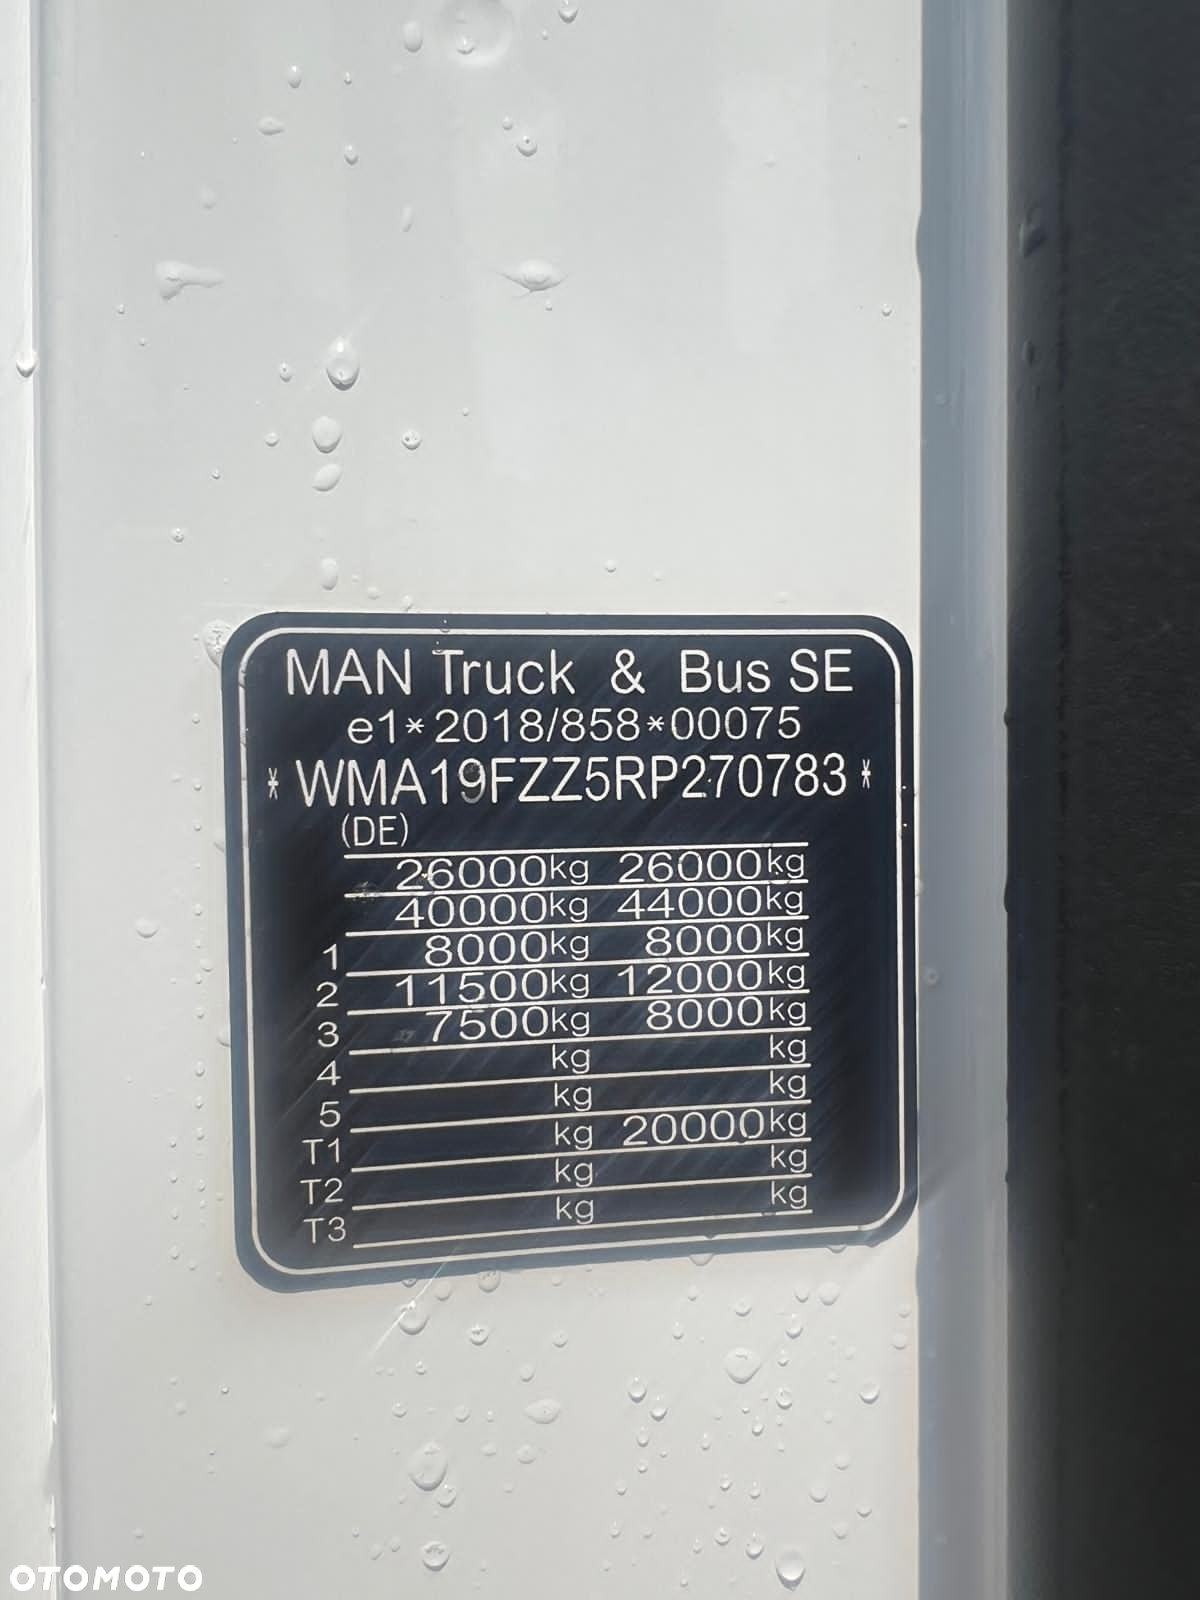 MAN Truck & Bus SE
e1*2018/858*00075
*WMA19FZZ5RP270783*
(DE)
26000kg 26000kg
40000kg 44000kg
1 8000kg 8000kg
2 11500kg 12000kg
3 7500kg 8000kg
4 kg kg
5 kg kg
T1 kg 20000kg
T2 kg kg
T3 kg kg
OTOMOTO